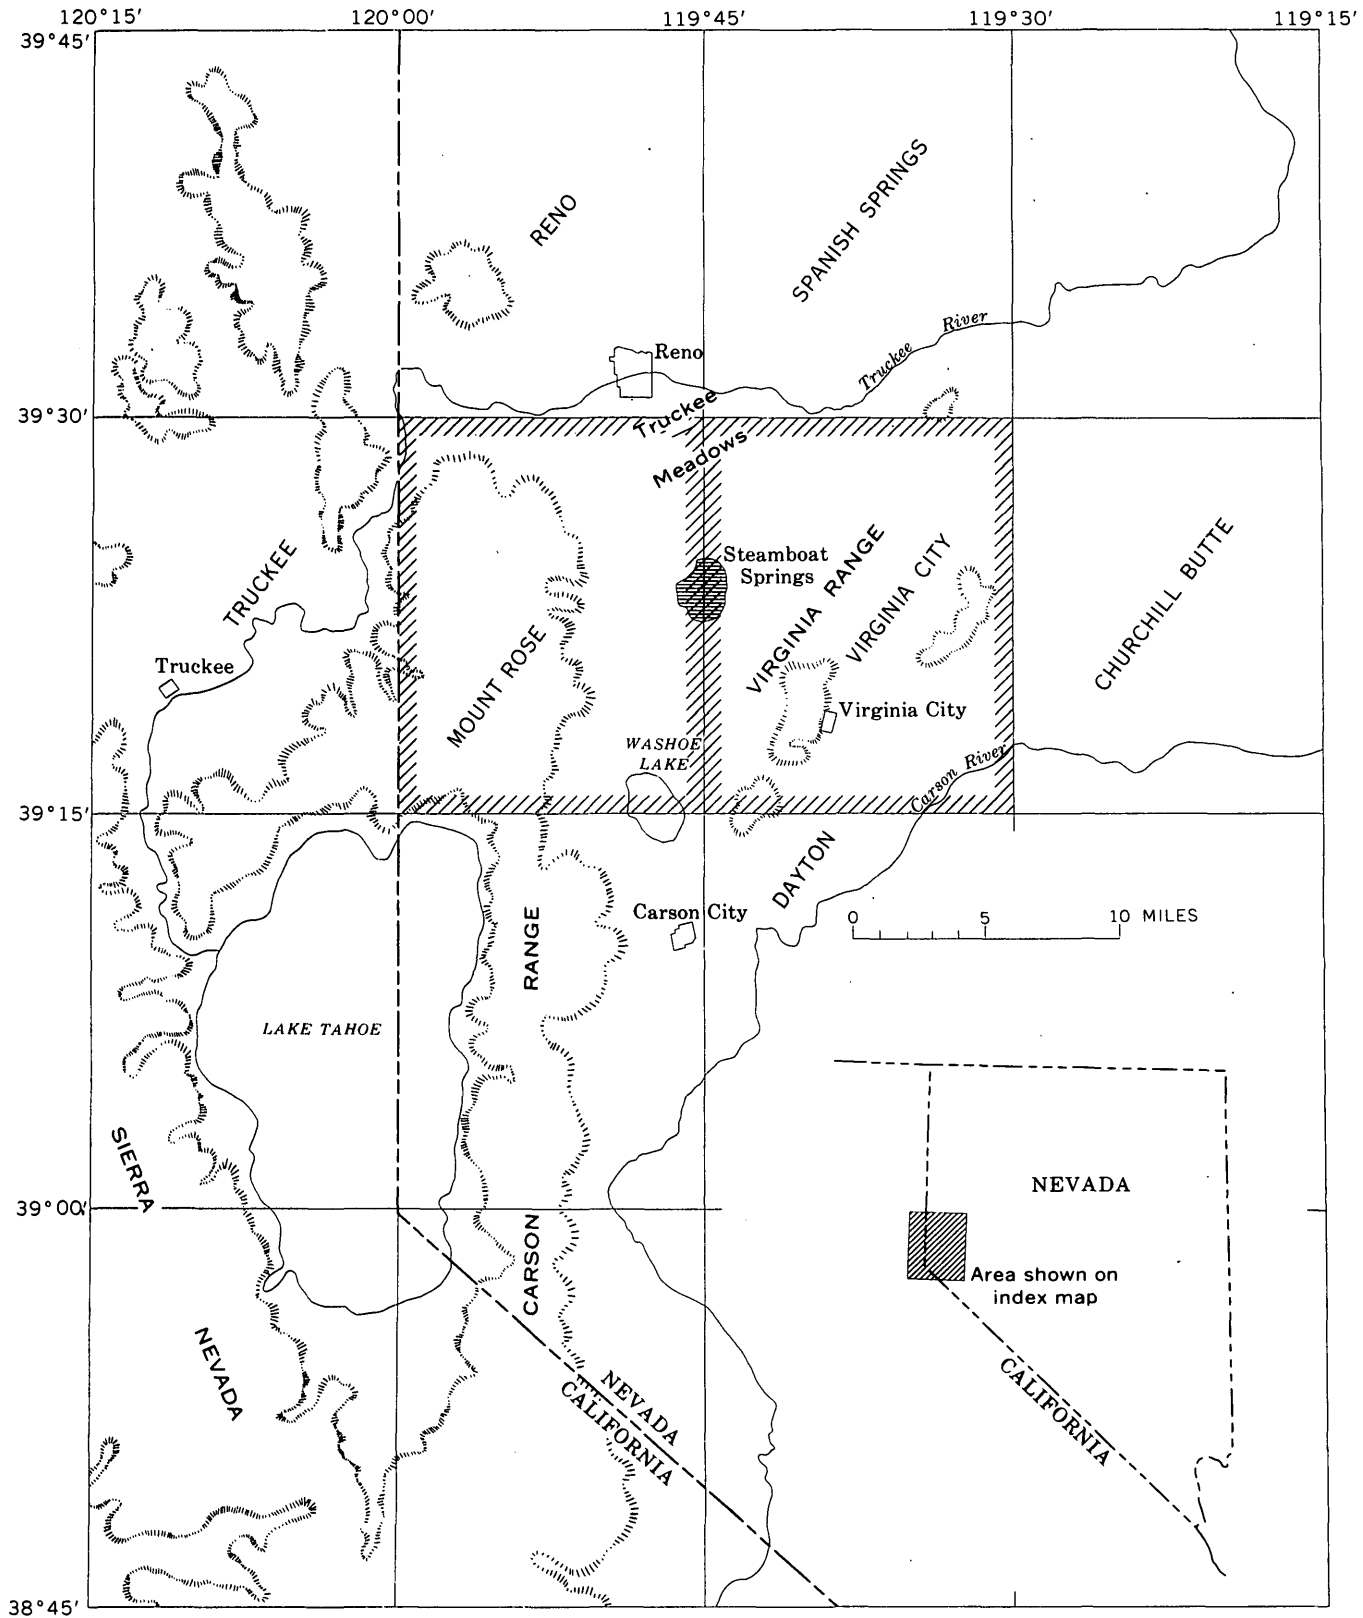 120°15′ 120°00′ 119°45′ 119°30′ 119°15′
39°45′
RENO
SPANISH SPRINGS
Truckee River
Reno
39°30′
Truckee
Meadows
Steamboat
Springs
TRUCKEE
VIRGINIA RANGE
VIRGINIA CITY
CHURCHILL BUTTE
Truckee
MOUNT ROSE
Virginia City
WASHOE
LAKE
Carson River
39°15′
DAYTON
Carson City
0 5 10 MILES
CARSON RANGE
LAKE TAHOE
SIERRA
NEVADA
39°00′
NEVADA
Area shown on
index map
NEVADA
CALIFORNIA
CALIFORNIA
38°45′